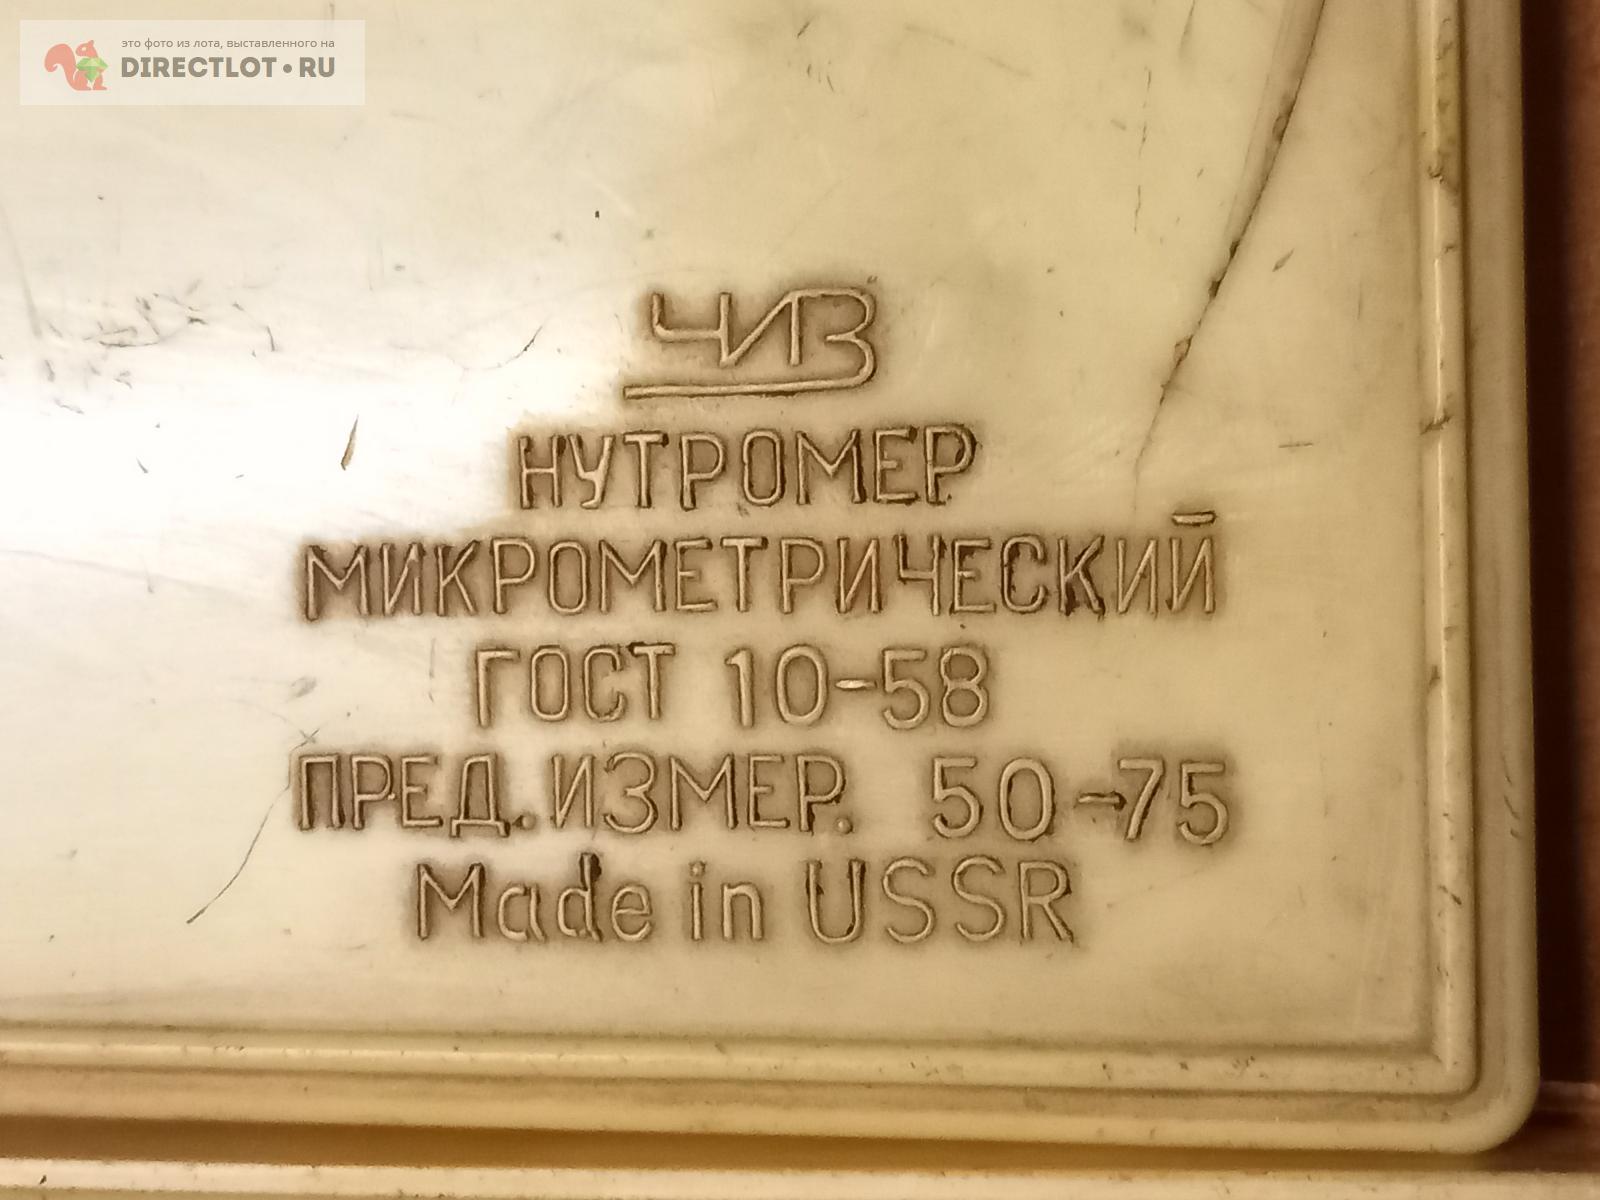 это фото из лота, выставленного на
DIRECTLOT•RU
ЧИЗ
НУТРОМЕР
МИКРОМЕТРИЧЕСКИЙ
ГОСТ 10-58
ПРЕД. ИЗМЕР. 50-75
Made in USSR